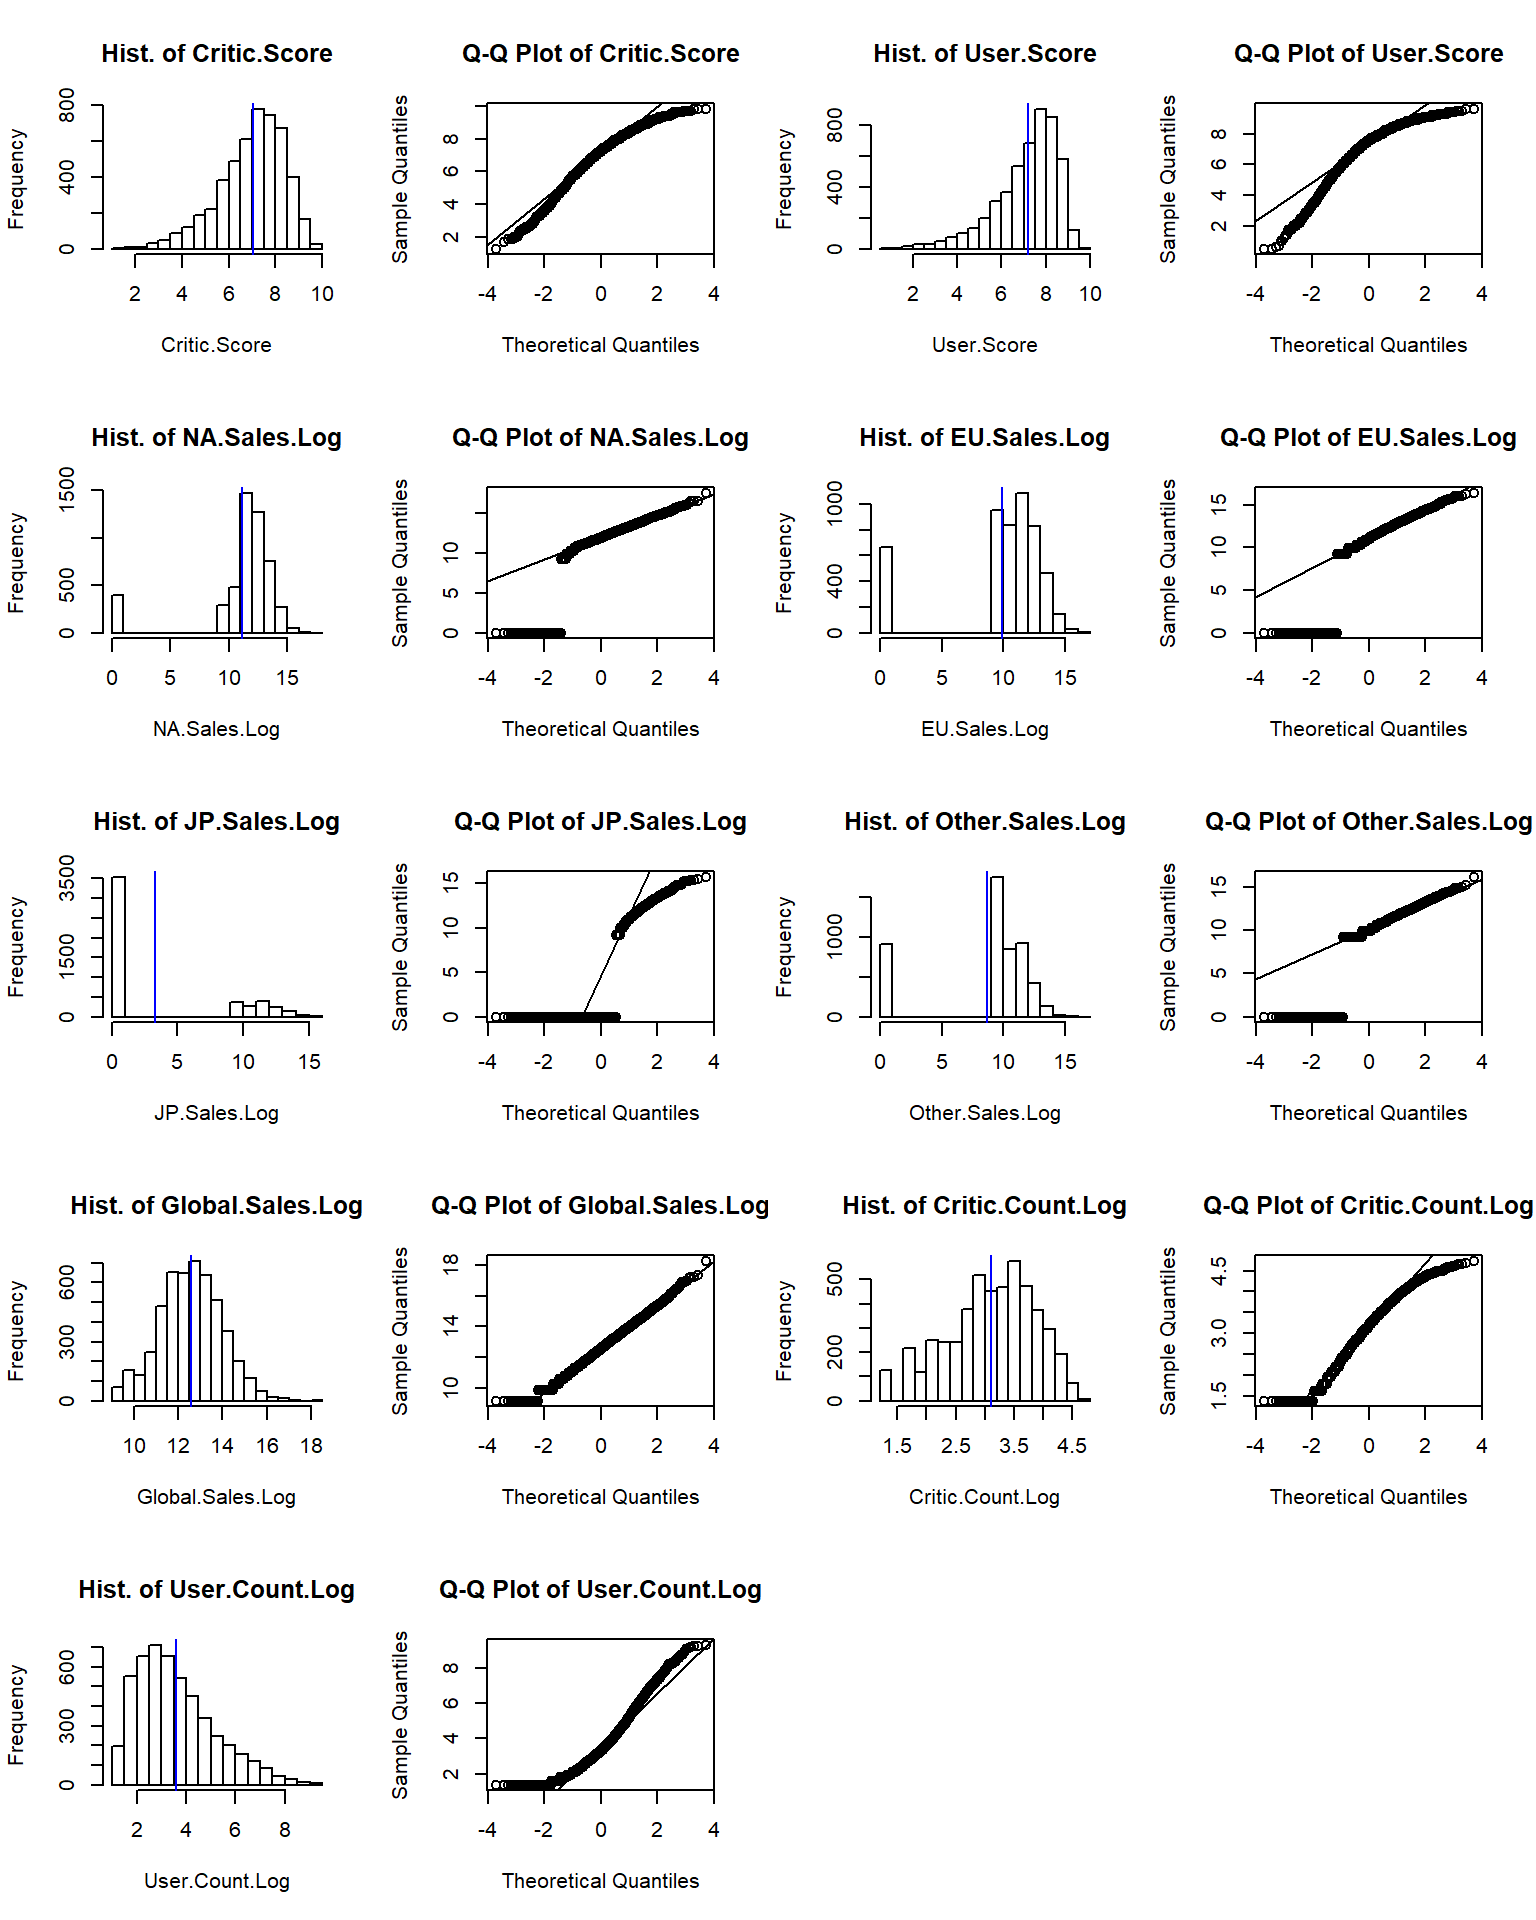 Hist. of Critic.Score
Frequency
0 400 800
2 4 6 8 10
Critic.Score
Q-Q Plot of Critic.Score
Sample Quantiles
2 4 6 8
-4 -2 0 2 4
Theoretical Quantiles
Hist. of User.Score
Frequency
0 400 800
2 4 6 8 10
User.Score
Q-Q Plot of User.Score
Sample Quantiles
2 4 6 8
-4 -2 0 2 4
Theoretical Quantiles
Hist. of NA.Sales.Log
Frequency
0 500 1500
0 5 10 15
NA.Sales.Log
Q-Q Plot of NA.Sales.Log
Sample Quantiles
0 5 10
-4 -2 0 2 4
Theoretical Quantiles
Hist. of EU.Sales.Log
Frequency
0 400 1000
0 5 10 15
EU.Sales.Log
Q-Q Plot of EU.Sales.Log
Sample Quantiles
0 5 10 15
-4 -2 0 2 4
Theoretical Quantiles
Hist. of JP.Sales.Log
Frequency
0 1500 3500
0 5 10 15
JP.Sales.Log
Q-Q Plot of JP.Sales.Log
Sample Quantiles
0 5 10 15
-4 -2 0 2 4
Theoretical Quantiles
Hist. of Other.Sales.Log
Frequency
0 1000
0 5 10 15
Other.Sales.Log
Q-Q Plot of Other.Sales.Log
Sample Quantiles
0 5 10 15
-4 -2 0 2 4
Theoretical Quantiles
Hist. of Global.Sales.Log
Frequency
0 300 600
10 12 14 16 18
Global.Sales.Log
Q-Q Plot of Global.Sales.Log
Sample Quantiles
10 14 18
-4 -2 0 2 4
Theoretical Quantiles
Hist. of Critic.Count.Log
Frequency
0 200 500
1.5 2.5 3.5 4.5
Critic.Count.Log
Q-Q Plot of Critic.Count.Log
Sample Quantiles
1.5 3.0 4.5
-4 -2 0 2 4
Theoretical Quantiles
Hist. of User.Count.Log
Frequency
0 300 600
2 4 6 8
User.Count.Log
Q-Q Plot of User.Count.Log
Sample Quantiles
2 4 6 8
-4 -2 0 2 4
Theoretical Quantiles